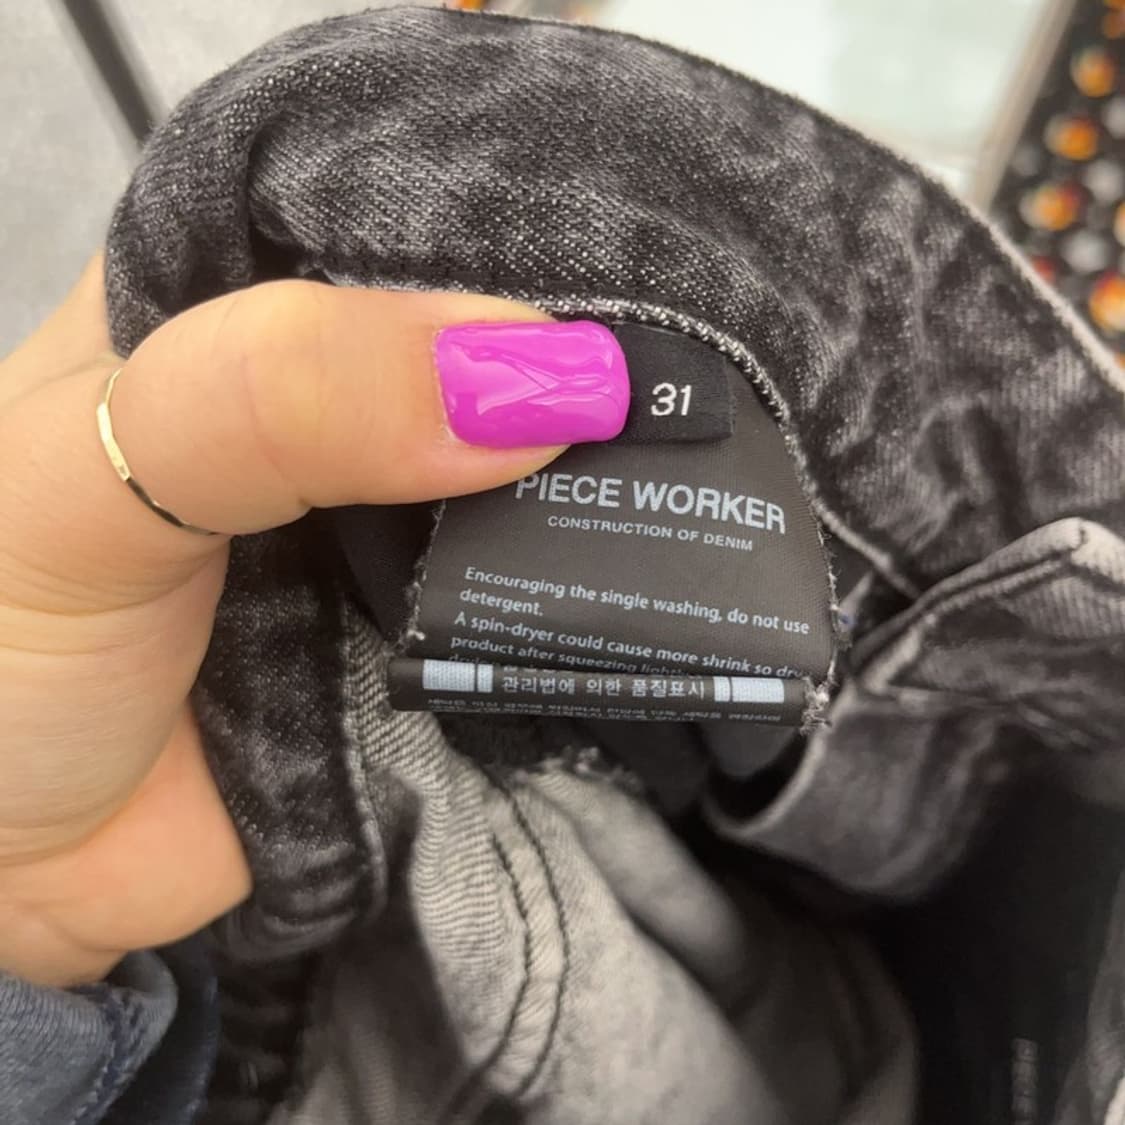 31
PIECE WORKER
CONSTRUCTION OF DENIM
Encouraging the single washing, do not use
detergent.
A spin-dryer could cause more shrink so dry
product after squeezing lightly
관리법에 의한 품질표시